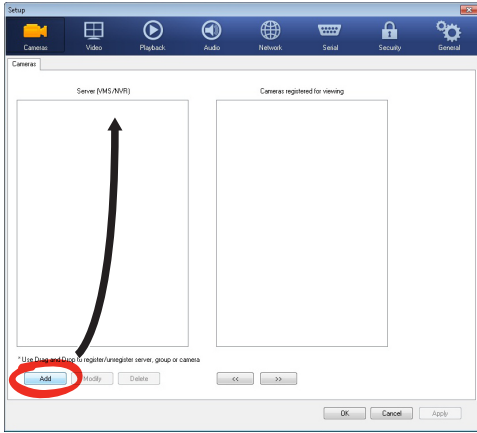 Setup
Cameras Video Playback Audio Network Serial Security General
Cameras
Server (VMS/NVR) Cameras registered for viewing
* Use Drag and Drop to register/unregister server, group or camera
Add Modify Delete << >>
OK Cancel Apply